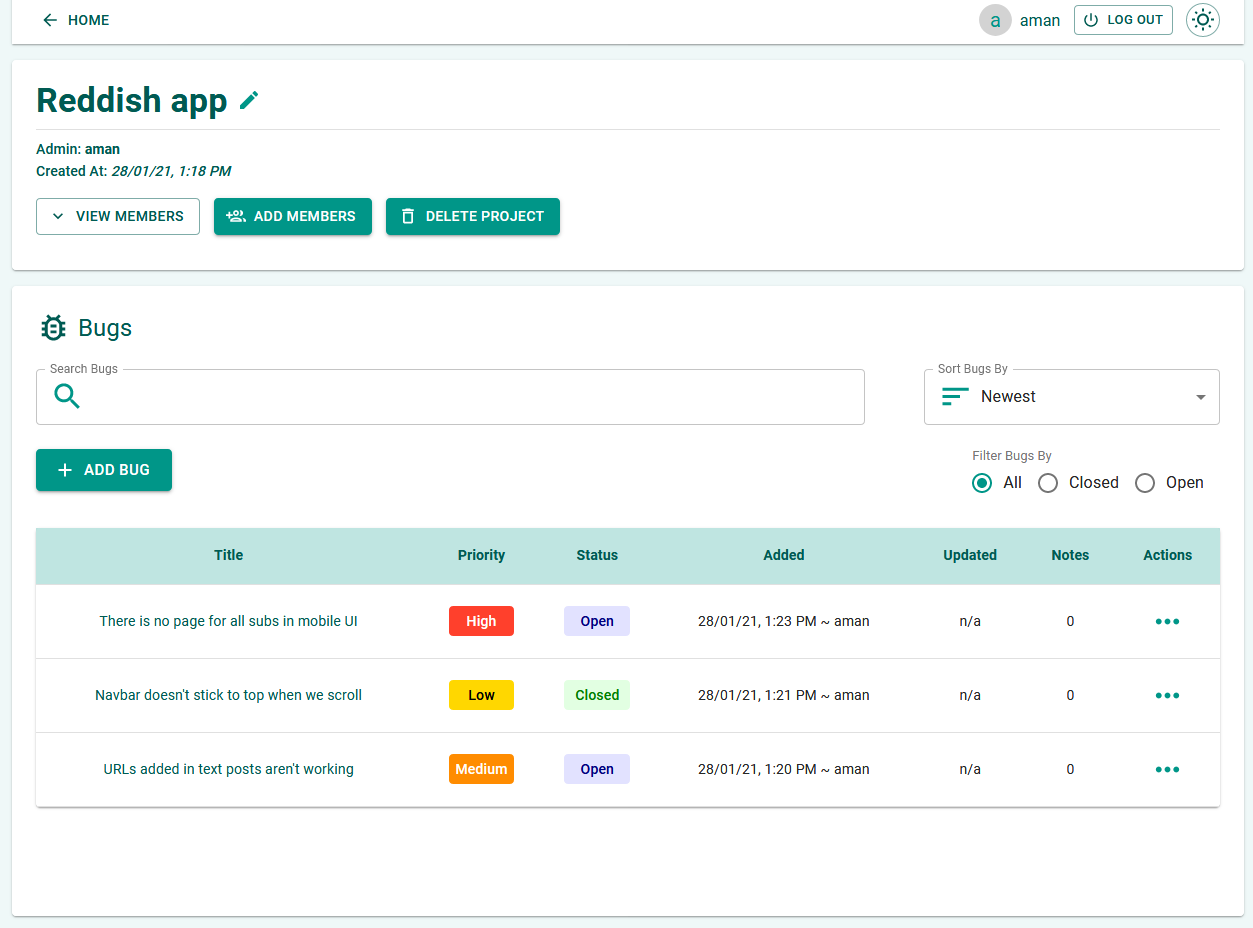 HOME
a aman LOG OUT
Reddish app
Admin: aman
Created At: 28/01/21, 1:18 PM
VIEW MEMBERS ADD MEMBERS DELETE PROJECT
Bugs
Search Bugs
Sort Bugs By
Newest
ADD BUG
Filter Bugs By
All Closed Open
Title Priority Status Added Updated Notes Actions
There is no page for all subs in mobile UI High Open 28/01/21, 1:23 PM ~ aman n/a 0
Navbar doesn't stick to top when we scroll Low Closed 28/01/21, 1:21 PM ~ aman n/a 0
URLs added in text posts aren't working Medium Open 28/01/21, 1:20 PM ~ aman n/a 0